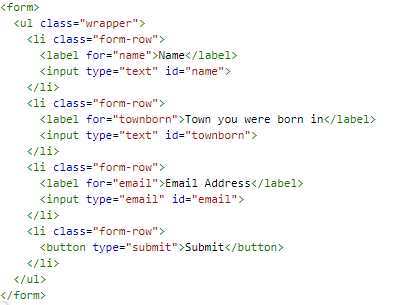 <form>
  <ul class="wrapper">
    <li class="form-row">
      <label for="name">Name</label>
      <input type="text" id="name">
    </li>
    <li class="form-row">
      <label for="townborn">Town you were born in</label>
      <input type="text" id="townborn">
    </li>
    <li class="form-row">
      <label for="email">Email Address</label>
      <input type="email" id="email">
    </li>
    <li class="form-row">
      <button type="submit">Submit</button>
    </li>
  </ul>
</form>